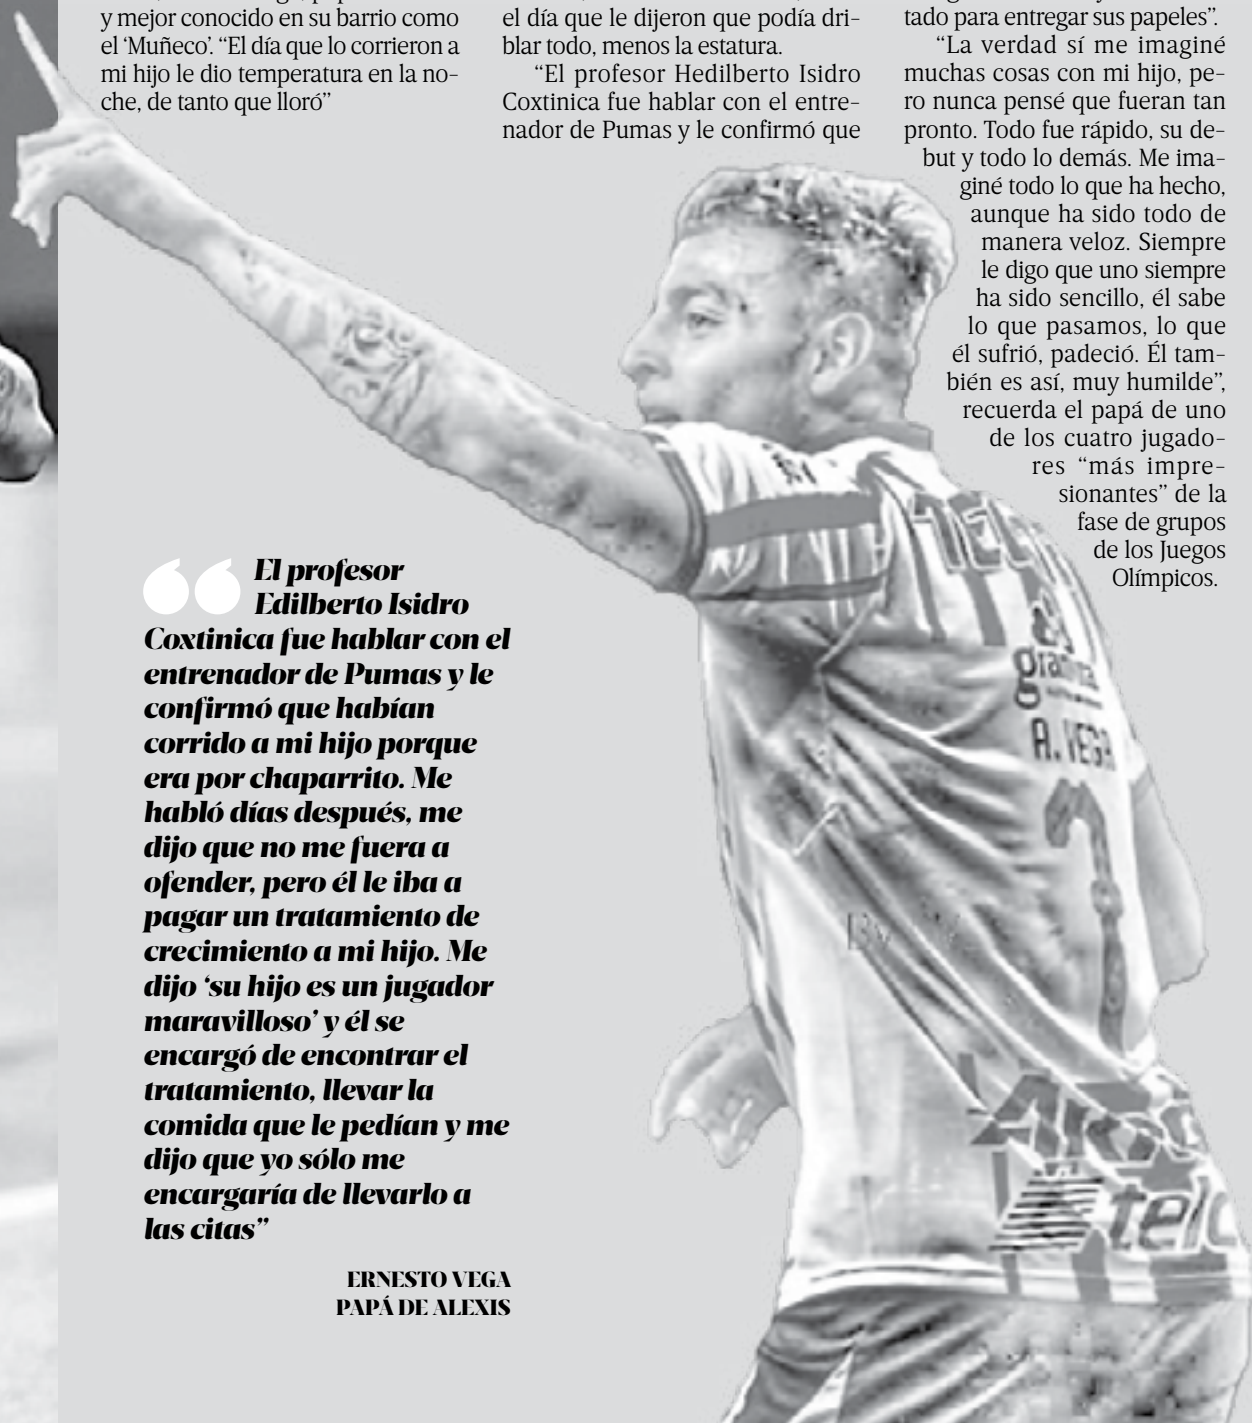 y mejor conocido en su barrio como
el ‘Muñeco’. “El día que lo corrieron a
mi hijo le dio temperatura en la no-
che, de tanto que lloró”
el día que le dijeron que podía dri-
blar todo, menos la estatura.
“El profesor Hedilberto Isidro
Coxtinica fue hablar con el entre-
nador de Pumas y le confirmó que
tado para entregar sus papeles”.
“La verdad sí me imaginé
muchas cosas con mi hijo, pe-
ro nunca pensé que fueran tan
pronto. Todo fue rápido, su de-
but y todo lo demás. Me ima-
giné todo lo que ha hecho,
aunque ha sido todo de
manera veloz. Siempre
le digo que uno siempre
ha sido sencillo, él sabe
lo que pasamos, lo que
él sufrió, padeció. Él tam-
bién es así, muy humilde”,
recuerda el papá de uno
de los cuatro jugado-
res “más impre-
sionantes” de la
fase de grupos
de los Juegos
Olímpicos.
El profesor
Edilberto Isidro
Coxtinica fue hablar con el
entrenador de Pumas y le
confirmó que habían
corrido a mi hijo porque
era por chaparrito. Me
habló días después, me
dijo que no me fuera a
ofender, pero él le iba a
pagar un tratamiento de
crecimiento a mi hijo. Me
dijo ‘su hijo es un jugador
maravilloso’ y él se
encargó de encontrar el
tratamiento, llevar la
comida que le pedían y me
dijo que yo sólo me
encargaría de llevarlo a
las citas”
ERNESTO VEGA
PAPÁ DE ALEXIS
A. VEGA
telc